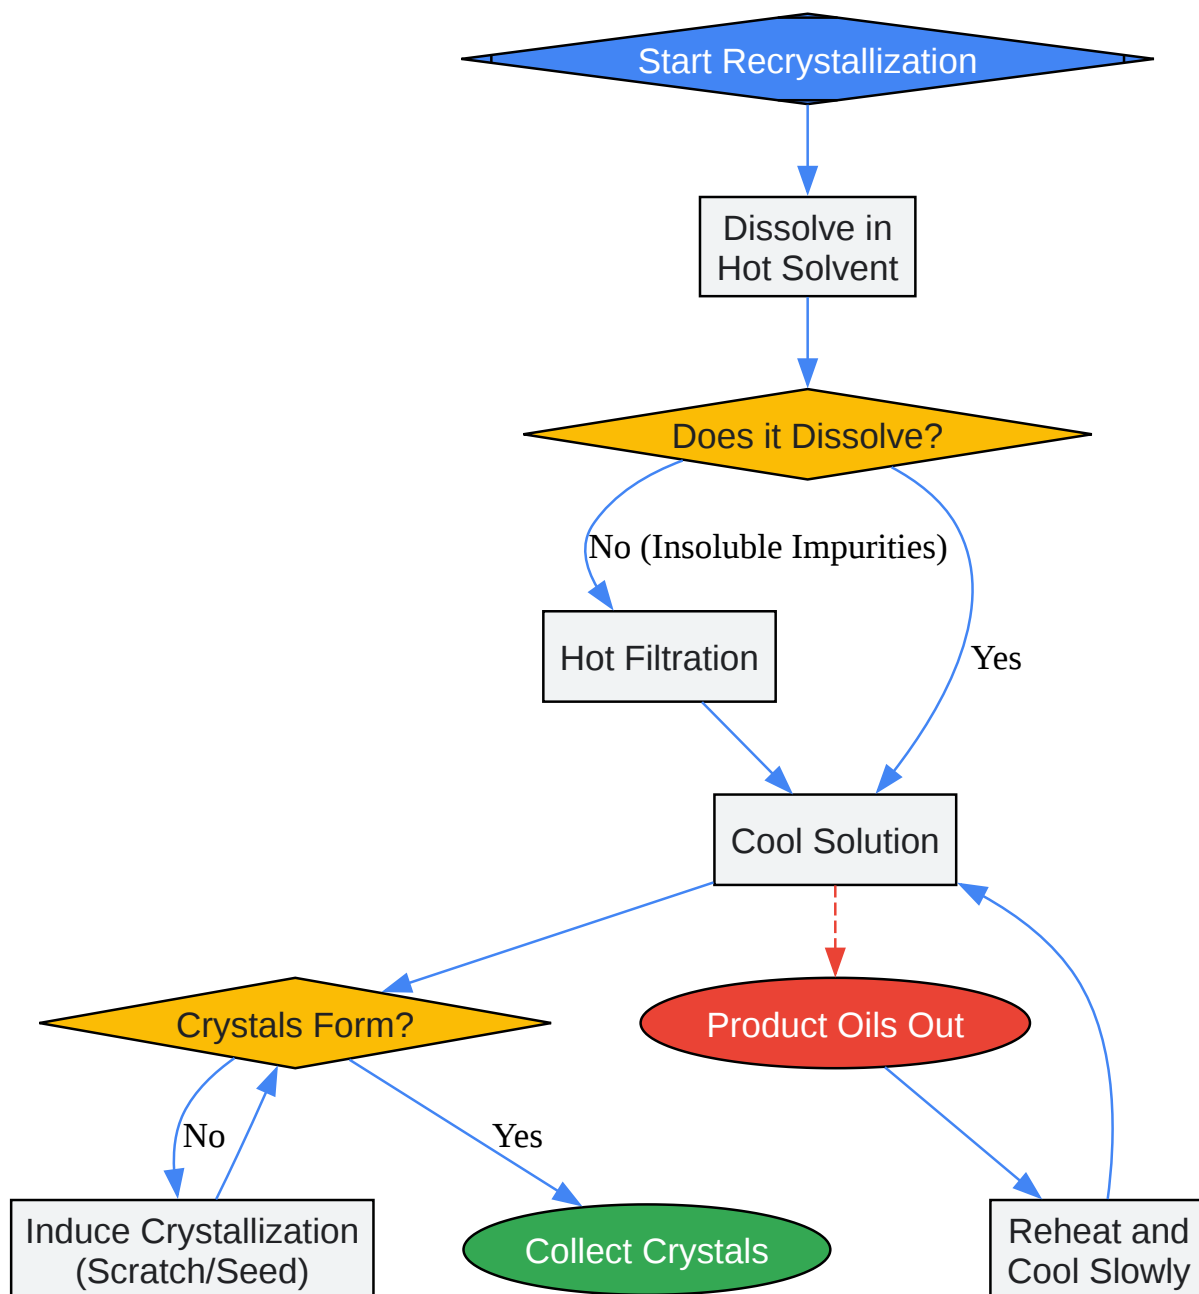 Start Recrystallization
Dissolve in
Hot Solvent
Does it Dissolve?
No (Insoluble Impurities)
Hot Filtration
Yes
Cool Solution
Crystals Form?
Product Oils Out
No
Yes
Induce Crystallization
(Scratch/Seed)
Collect Crystals
Reheat and
Cool Slowly